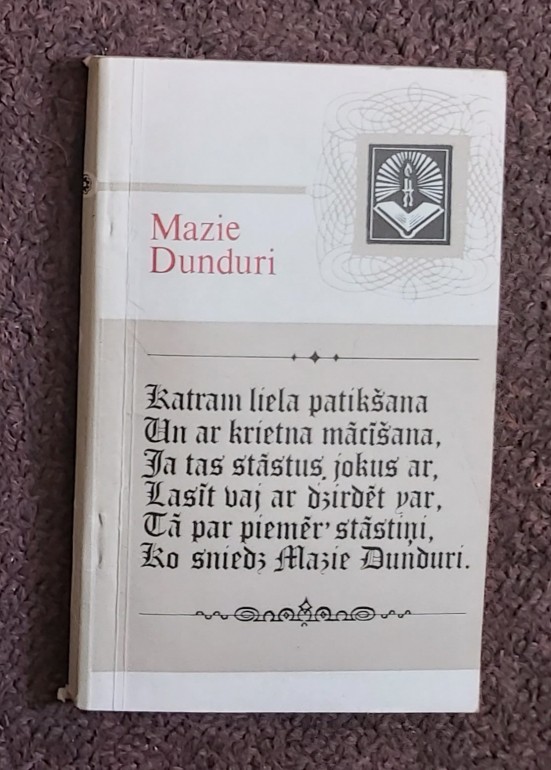 Mazie
Dunduri
Katram liela patikšana
Un ar krietna mācīšana,
Ja tas stāstus, jokus ar,
Lasīt vaj ar dzirdēt var,
Tā par piemēr' stāstiņi,
Ko sniedz Mazie Dunduri.